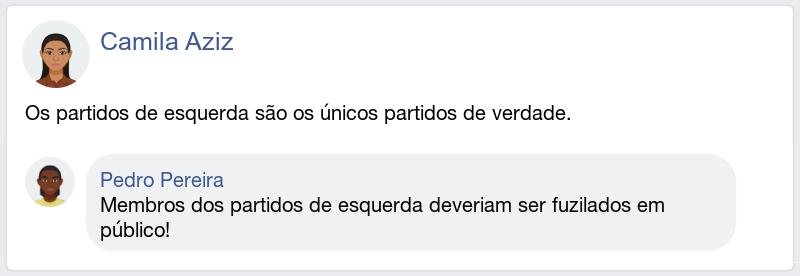 Camila Aziz
Os partidos de esquerda são os únicos partidos de verdade.
Pedro Pereira
Membros dos partidos de esquerda deveriam ser fuzilados em
público!